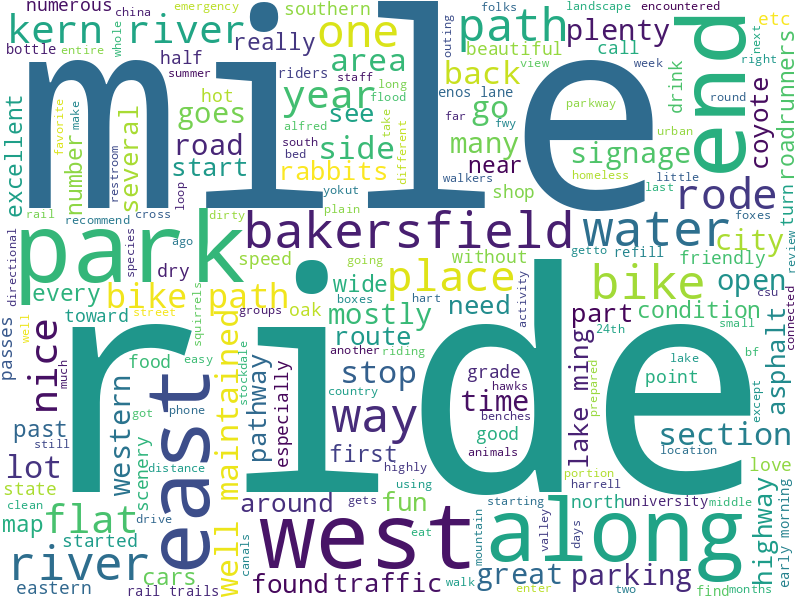 numerous
china
emergency
southern
folks
landscape
encountered
kern river
whole
bottle
entire
really
one
path
plenty
etc
beautiful
call
next
right
mile
end
half
summer
riders
staff
area
outing
view
week
back
year
long
flood
enos lane
drink
hot
goes
see
go
parkway
round
coyote
roadrunners
excellent
favorite
number
make
restroom
several
road
start
loop
alfred
south
bed
side
take
different
far
fwy
many
near
signage
urban
rabbits
yokut
walkers
shop
homeless
little
last
rode
turn
rail
recommend
cross
dirty
plain
bakersfield
water
foxes
city
directional
park
species
ago
dry
speed
going
without
getto
refill
friendly
review
csu
connected
every
bike path
boxes
wide
hart
place
activity
bike
open
toward
street
squirrels
groups
oak
mostly
need
part
condition
24th
small
asphalt
passes
well
nice
much
food
easy
well maintained
stockdale
route
another
riding
bf
lake
ride
east
pathway
especially
country
stop
grade
hawks
time
benches
lake ming
prepared
point
except
past
still
western
got
scenery
phone
way
first
good
animals
section
location
lot
state
clean
map
flat
distance
drive
highly
using
portion
harrell
love
started
around
gets
fun
eat
west
along
starting
north
university
middle
highway
early morning
river
cars
canals
eastern
rail trails
found
traffic
walk
mountain
great
valley
days
parking
enter
two
find
months